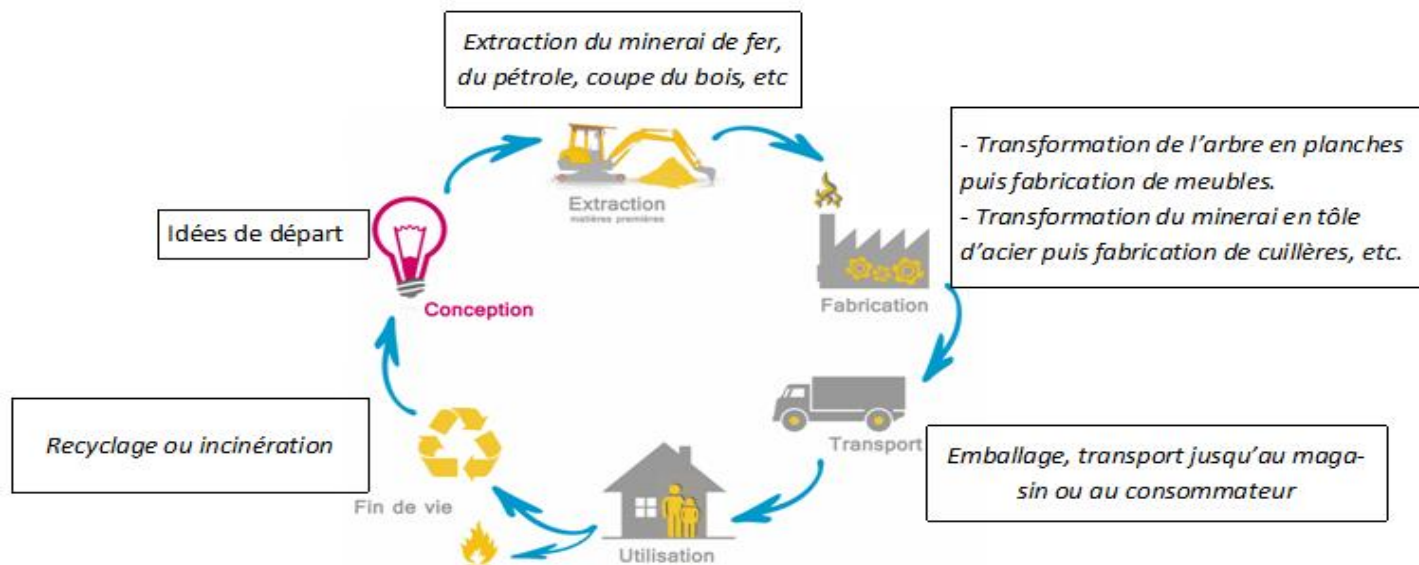 Extraction du minerai de fer,
du pétrole, coupe du bois, etc
Extraction
matières premières
- Transformation de l'arbre en planches
puis fabrication de meubles.
- Transformation du minerai en tôle
d'acier puis fabrication de cuillères, etc.
Fabrication
Idées de départ
Conception
Transport
Emballage, transport jusqu'au maga-
sin ou au consommateur
Utilisation
Recyclage ou incinération
Fin de vie